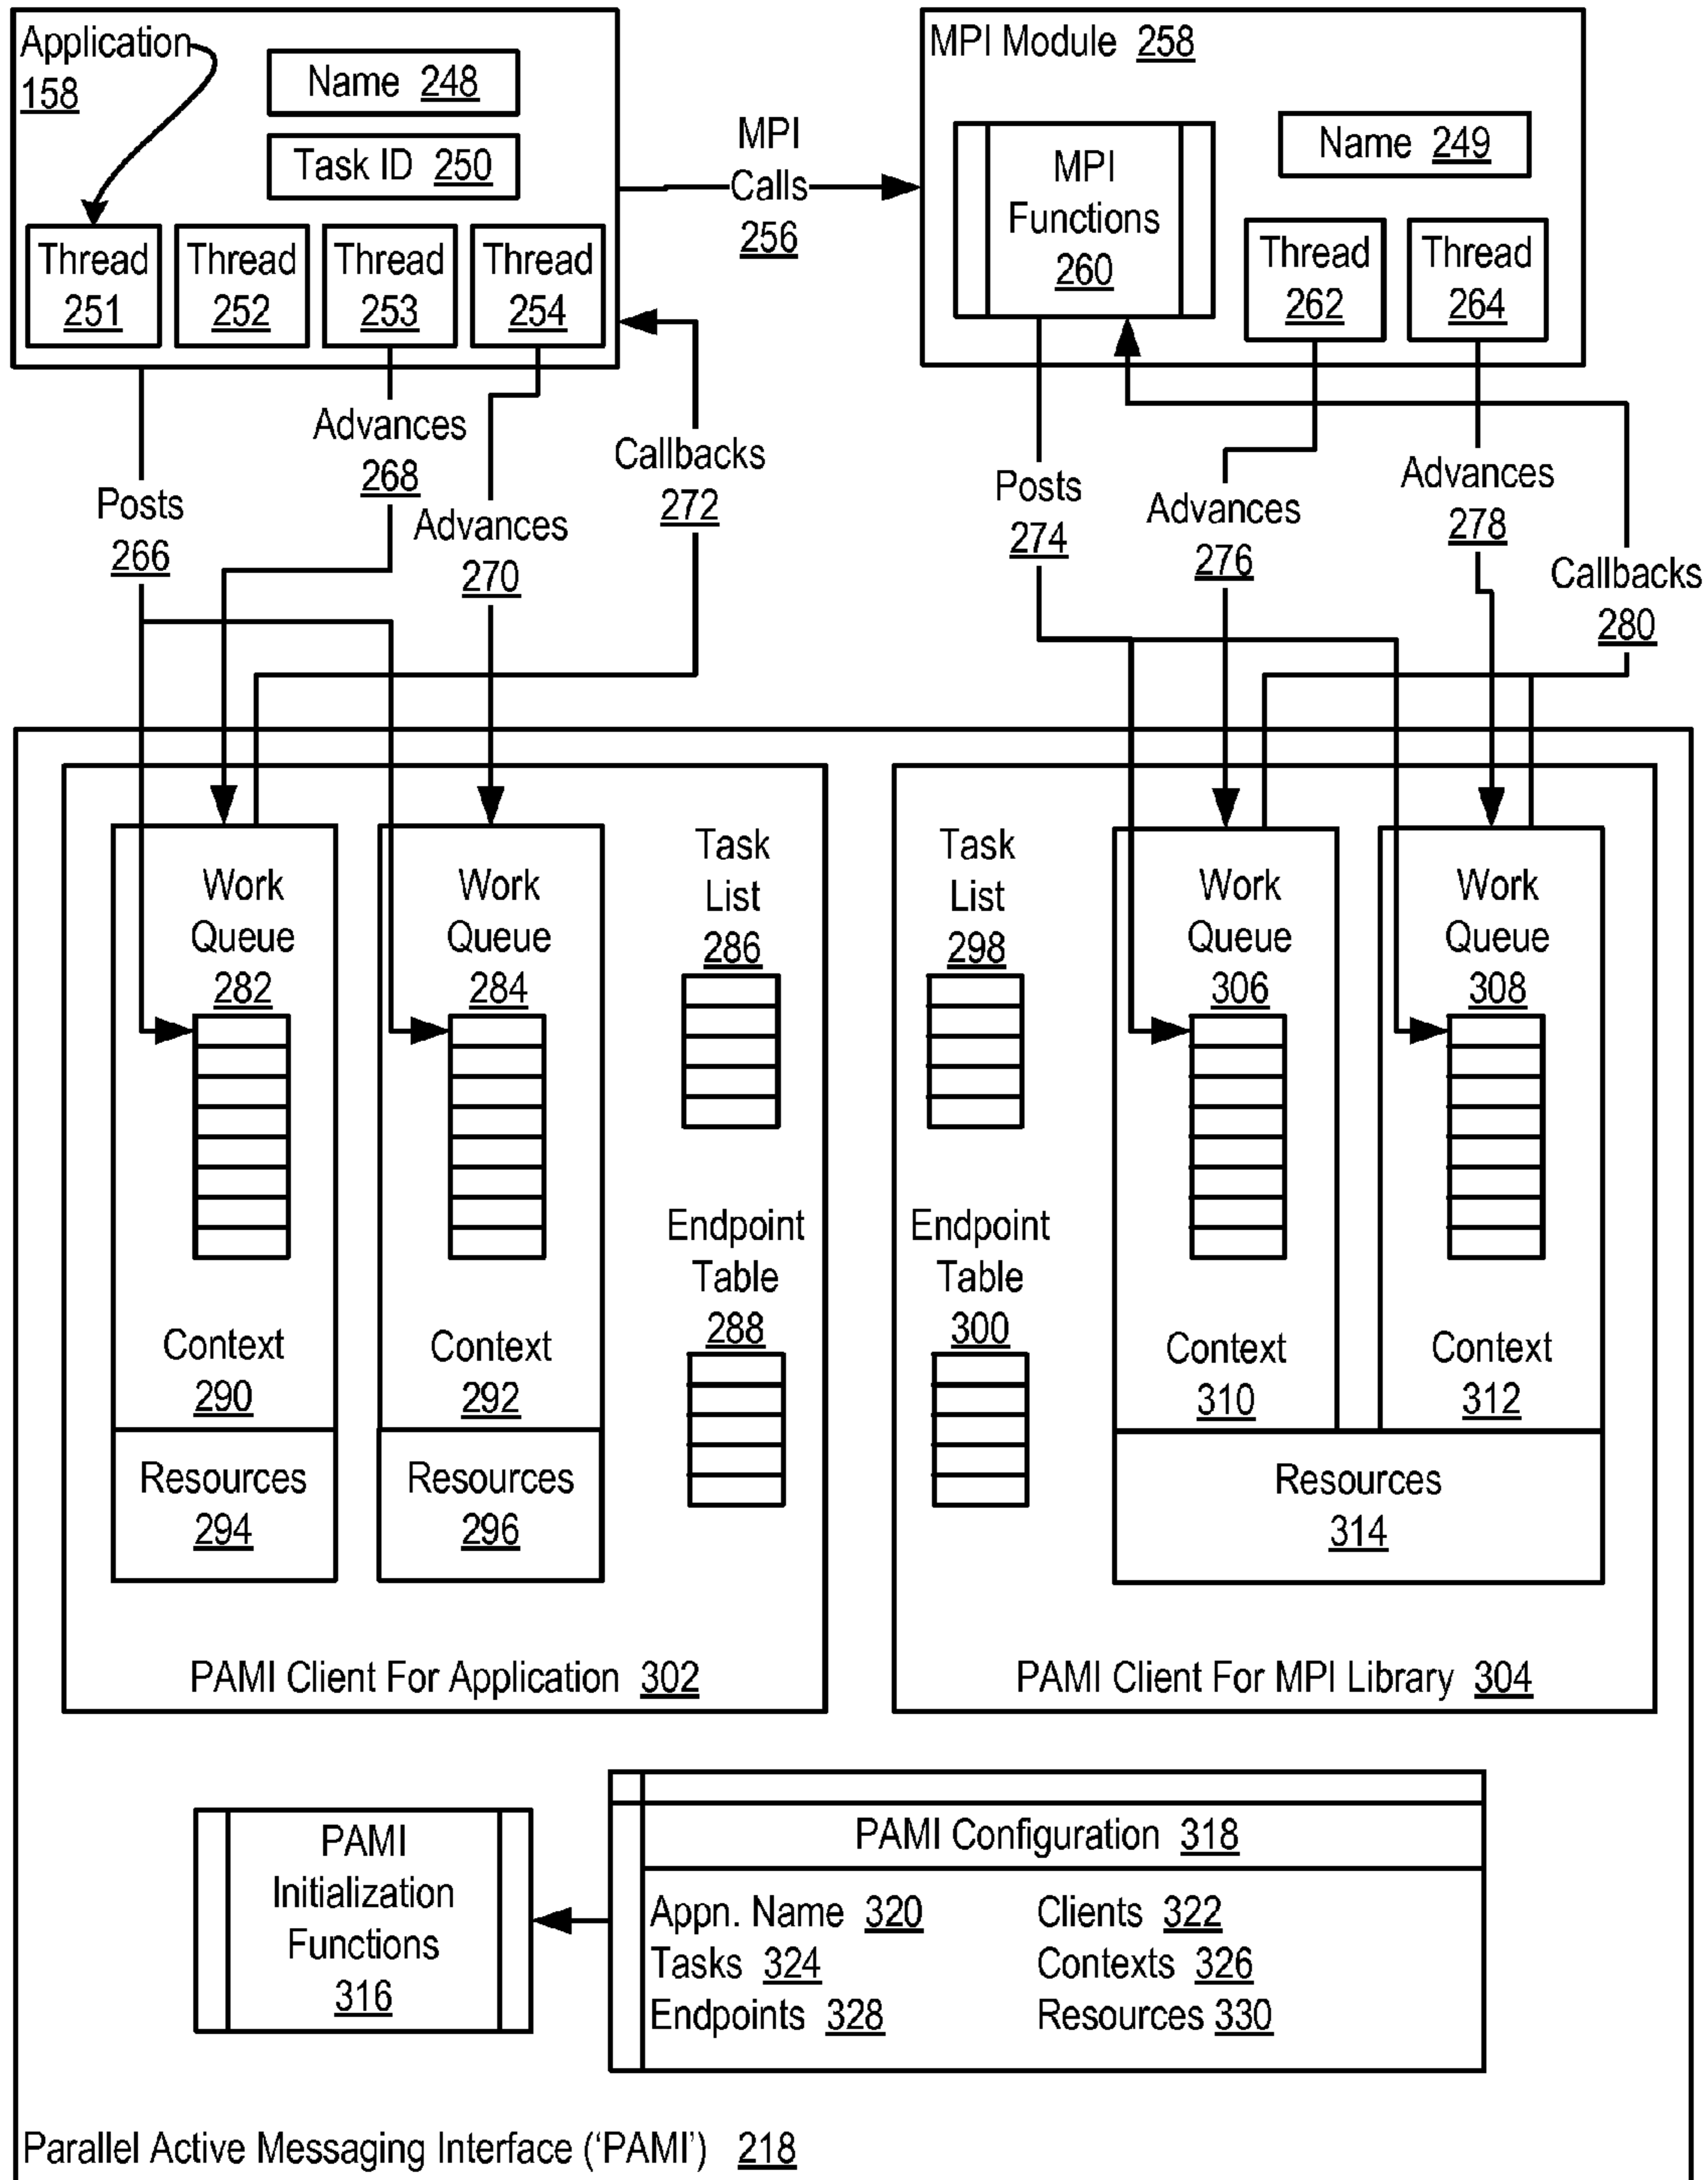 Application
158
Name 248
Task ID 250
Thread
251
Thread
252
Thread
253
Thread
254
MPI
Calls
256
MPI Module 258
MPI
Functions
260
Name 249
Thread
262
Thread
264
Posts
266
Advances
268
Advances
270
Callbacks
272
Posts
274
Advances
276
Advances
278
Callbacks
280
Work
Queue
282
Context
290
Resources
294
Work
Queue
284
Context
292
Resources
296
Task
List
286
Endpoint
Table
288
PAMI Client For Application 302
Task
List
298
Endpoint
Table
300
Work
Queue
306
Context
310
Work
Queue
308
Context
312
Resources
314
PAMI Client For MPI Library 304
PAMI
Initialization
Functions
316
PAMI Configuration 318
Appn. Name 320 Clients 322
Tasks 324 Contexts 326
Endpoints 328 Resources 330
Parallel Active Messaging Interface (‘PAMI’) 218